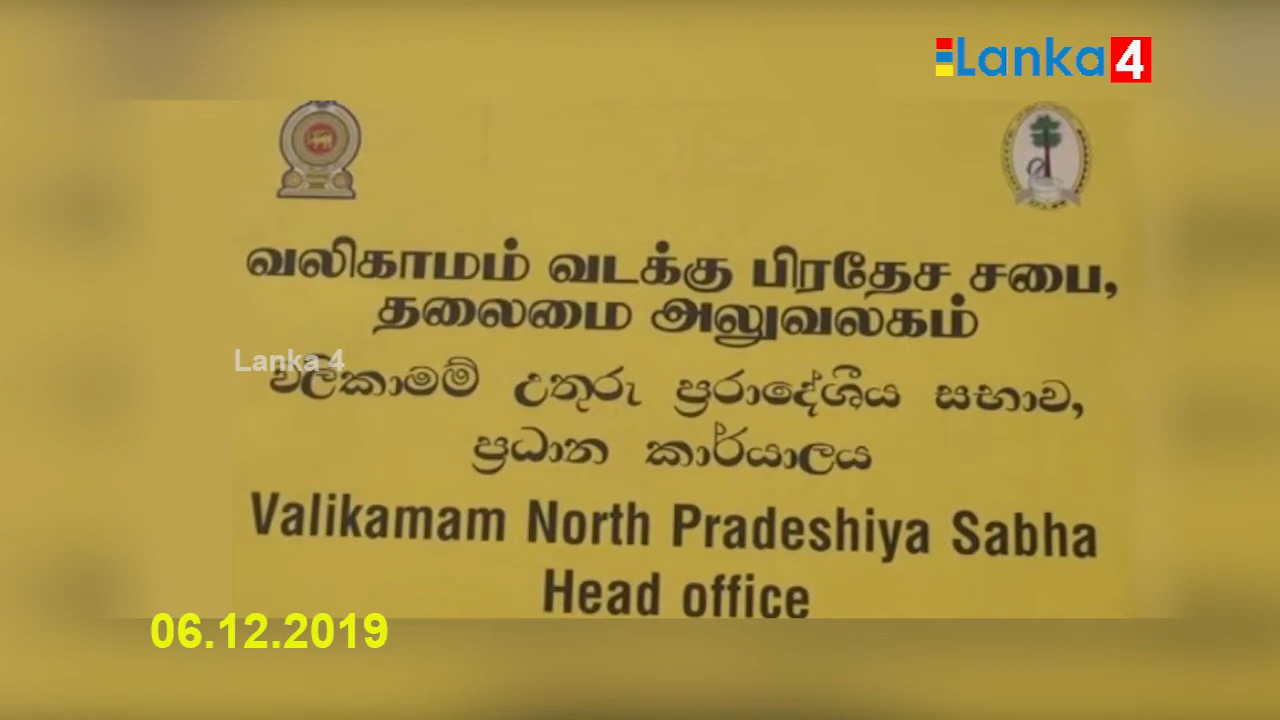 Lanka4
வலிகாமம் வடக்கு பிரதேச சபை,
தலைமை அலுவலகம்
Lanka 4
වලිකාමම් උතුරු ප්‍රරාදේශීය සභාව,
ප්‍රධාන කාර්යාලය
Valikamam North Pradeshiya Sabha
Head office
06.12.2019